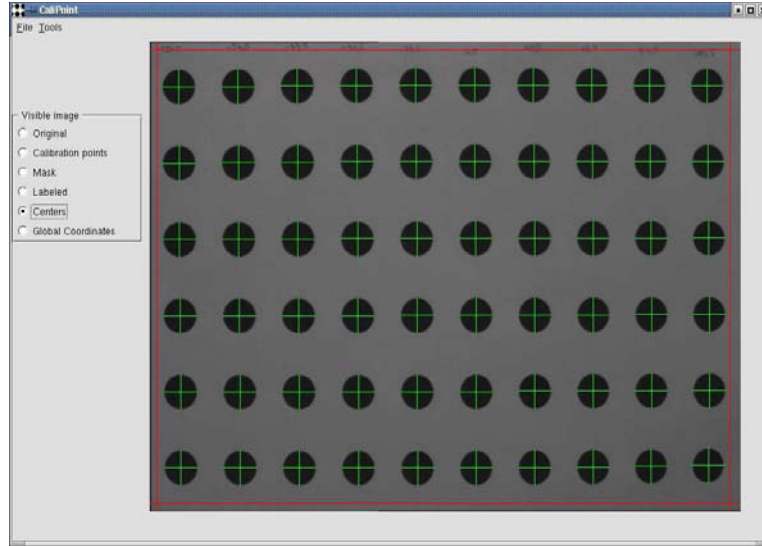 CaliPoint
File Tools
Visible image
Original
Calibration points
Mask
Labeled
Centers
Global Coordinates